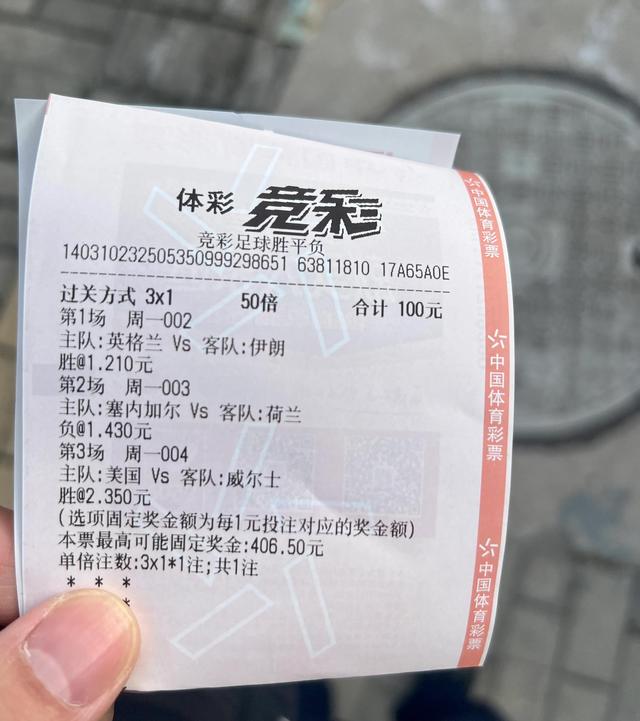 体彩 竞彩
竞彩足球胜平负
140310232505350999298651 63811810 17A65A0E
过关方式 3x1 50倍 合计 100元
第1场 周一002
主队:英格兰 Vs 客队:伊朗
胜@1.210元
第2场 周一003
主队:塞内加尔 Vs 客队:荷兰
负@1.430元
第3场 周一004
主队:美国 Vs 客队:威尔士
胜@2.350元
(选项固定奖金额为每1元投注对应的奖金额)
本票最高可能固定奖金:406.50元
单倍注数:3x1*1注;共1注
* * *
*
中国体育彩票
中国体育彩票
中国体育彩票